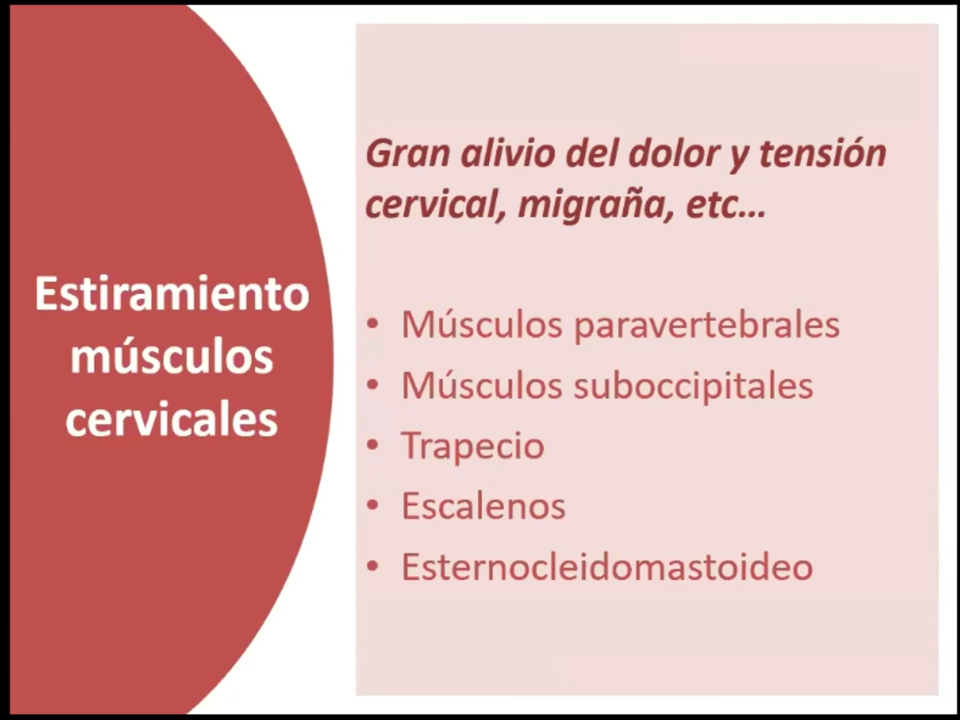 Estiramiento
músculos
cervicales
Gran alivio del dolor y tensión
cervical, migraña, etc...
• Músculos paravertebrales
• Músculos suboccipitales
• Trapecio
• Escalenos
• Esternocleidomastoideo